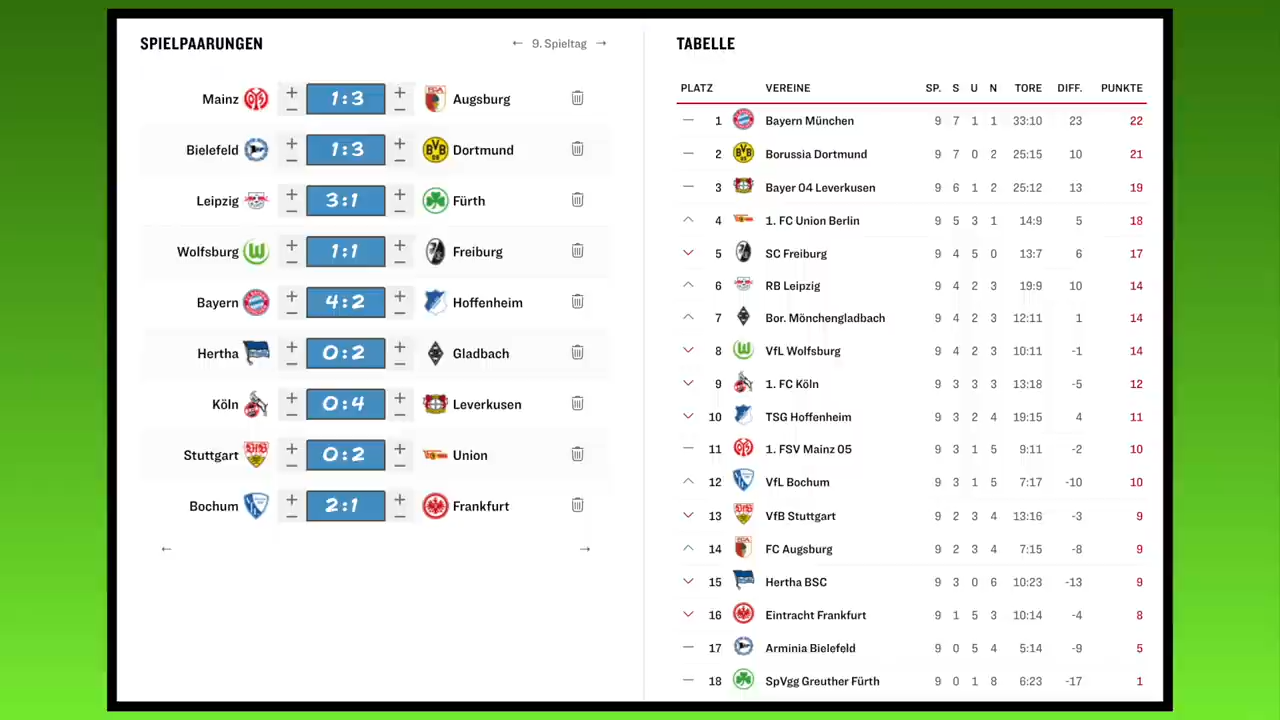 SPIELPAARUNGEN
← 9. Spieltag →
Mainz 1:3 Augsburg
Bielefeld 1:3 Dortmund
Leipzig 3:1 Fürth
Wolfsburg 1:1 Freiburg
Bayern 4:2 Hoffenheim
Hertha 0:2 Gladbach
Köln 0:4 Leverkusen
Stuttgart 0:2 Union
Bochum 2:1 Frankfurt
TABELLE
PLATZ VEREINE SP. S U N TORE DIFF. PUNKTE
1 Bayern München 9 7 1 1 33:10 23 22
2 Borussia Dortmund 9 7 0 2 25:15 10 21
3 Bayer 04 Leverkusen 9 6 1 2 25:12 13 19
4 1. FC Union Berlin 9 5 3 1 14:9 5 18
5 SC Freiburg 9 4 5 0 13:7 6 17
6 RB Leipzig 9 4 2 3 19:9 10 14
7 Bor. Mönchengladbach 9 4 2 3 12:11 1 14
8 VfL Wolfsburg 9 4 2 3 10:11 -1 14
9 1. FC Köln 9 3 3 3 13:18 -5 12
10 TSG Hoffenheim 9 3 2 4 19:15 4 11
11 1. FSV Mainz 05 9 3 1 5 9:11 -2 10
12 VfL Bochum 9 3 1 5 7:17 -10 10
13 VfB Stuttgart 9 2 3 4 13:16 -3 9
14 FC Augsburg 9 2 3 4 7:15 -8 9
15 Hertha BSC 9 3 0 6 10:23 -13 9
16 Eintracht Frankfurt 9 1 5 3 10:14 -4 8
17 Arminia Bielefeld 9 0 5 4 5:14 -9 5
18 SpVgg Greuther Fürth 9 0 1 8 6:23 -17 1